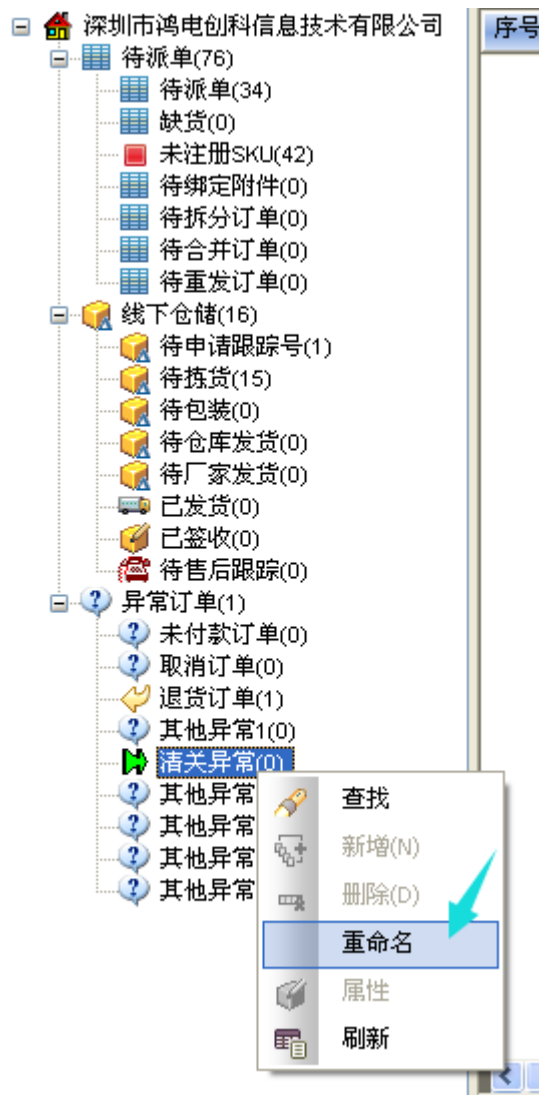 深圳市鸿电创科信息技术有限公司
序号
待派单(76)
待派单(34)
缺货(0)
未注册SKU(42)
待绑定附件(0)
待拆分订单(0)
待合并订单(0)
待重发订单(0)
线下仓储(16)
待申请跟踪号(1)
待拣货(15)
待包装(0)
待仓库发货(0)
待厂家发货(0)
已发货(0)
已签收(0)
待售后跟踪(0)
异常订单(1)
未付款订单(0)
取消订单(0)
退货订单(1)
其他异常1(0)
清关异常(0)
其他异常
其他异常
其他异常
其他异常
查找
新增(N)
删除(D)
重命名
属性
刷新